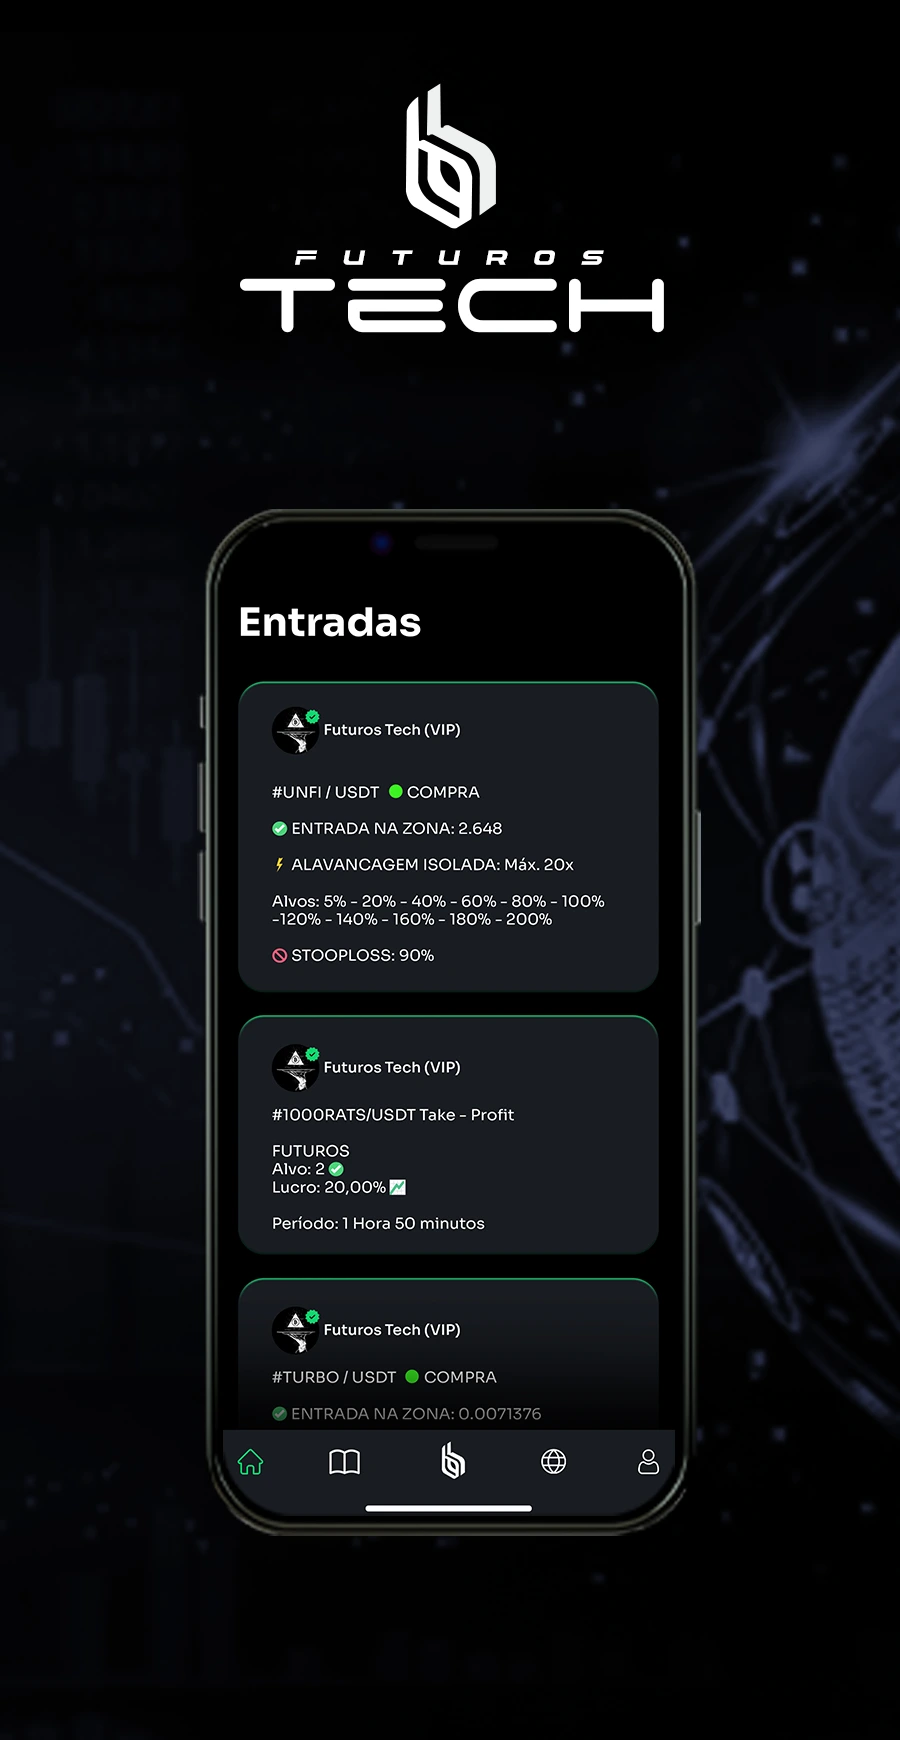 FUTUROS
TECH
Entradas
Futuros Tech (VIP)
#UNFI / USDT 🟢 COMPRA
✅ ENTRADA NA ZONA: 2.648
⚡ ALAVANCAGEM ISOLADA: Máx. 20x
Alvos: 5% - 20% - 40% - 60% - 80% - 100%
-120% - 140% - 160% - 180% - 200%
🚫 STOOPLOSS: 90%
Futuros Tech (VIP)
#1000RATS/USDT Take - Profit
FUTUROS
Alvo: 2 ✅
Lucro: 20,00% 💹
Período: 1 Hora 50 minutos
Futuros Tech (VIP)
#TURBO / USDT 🟢 COMPRA
✅ ENTRADA NA ZONA: 0.0071376